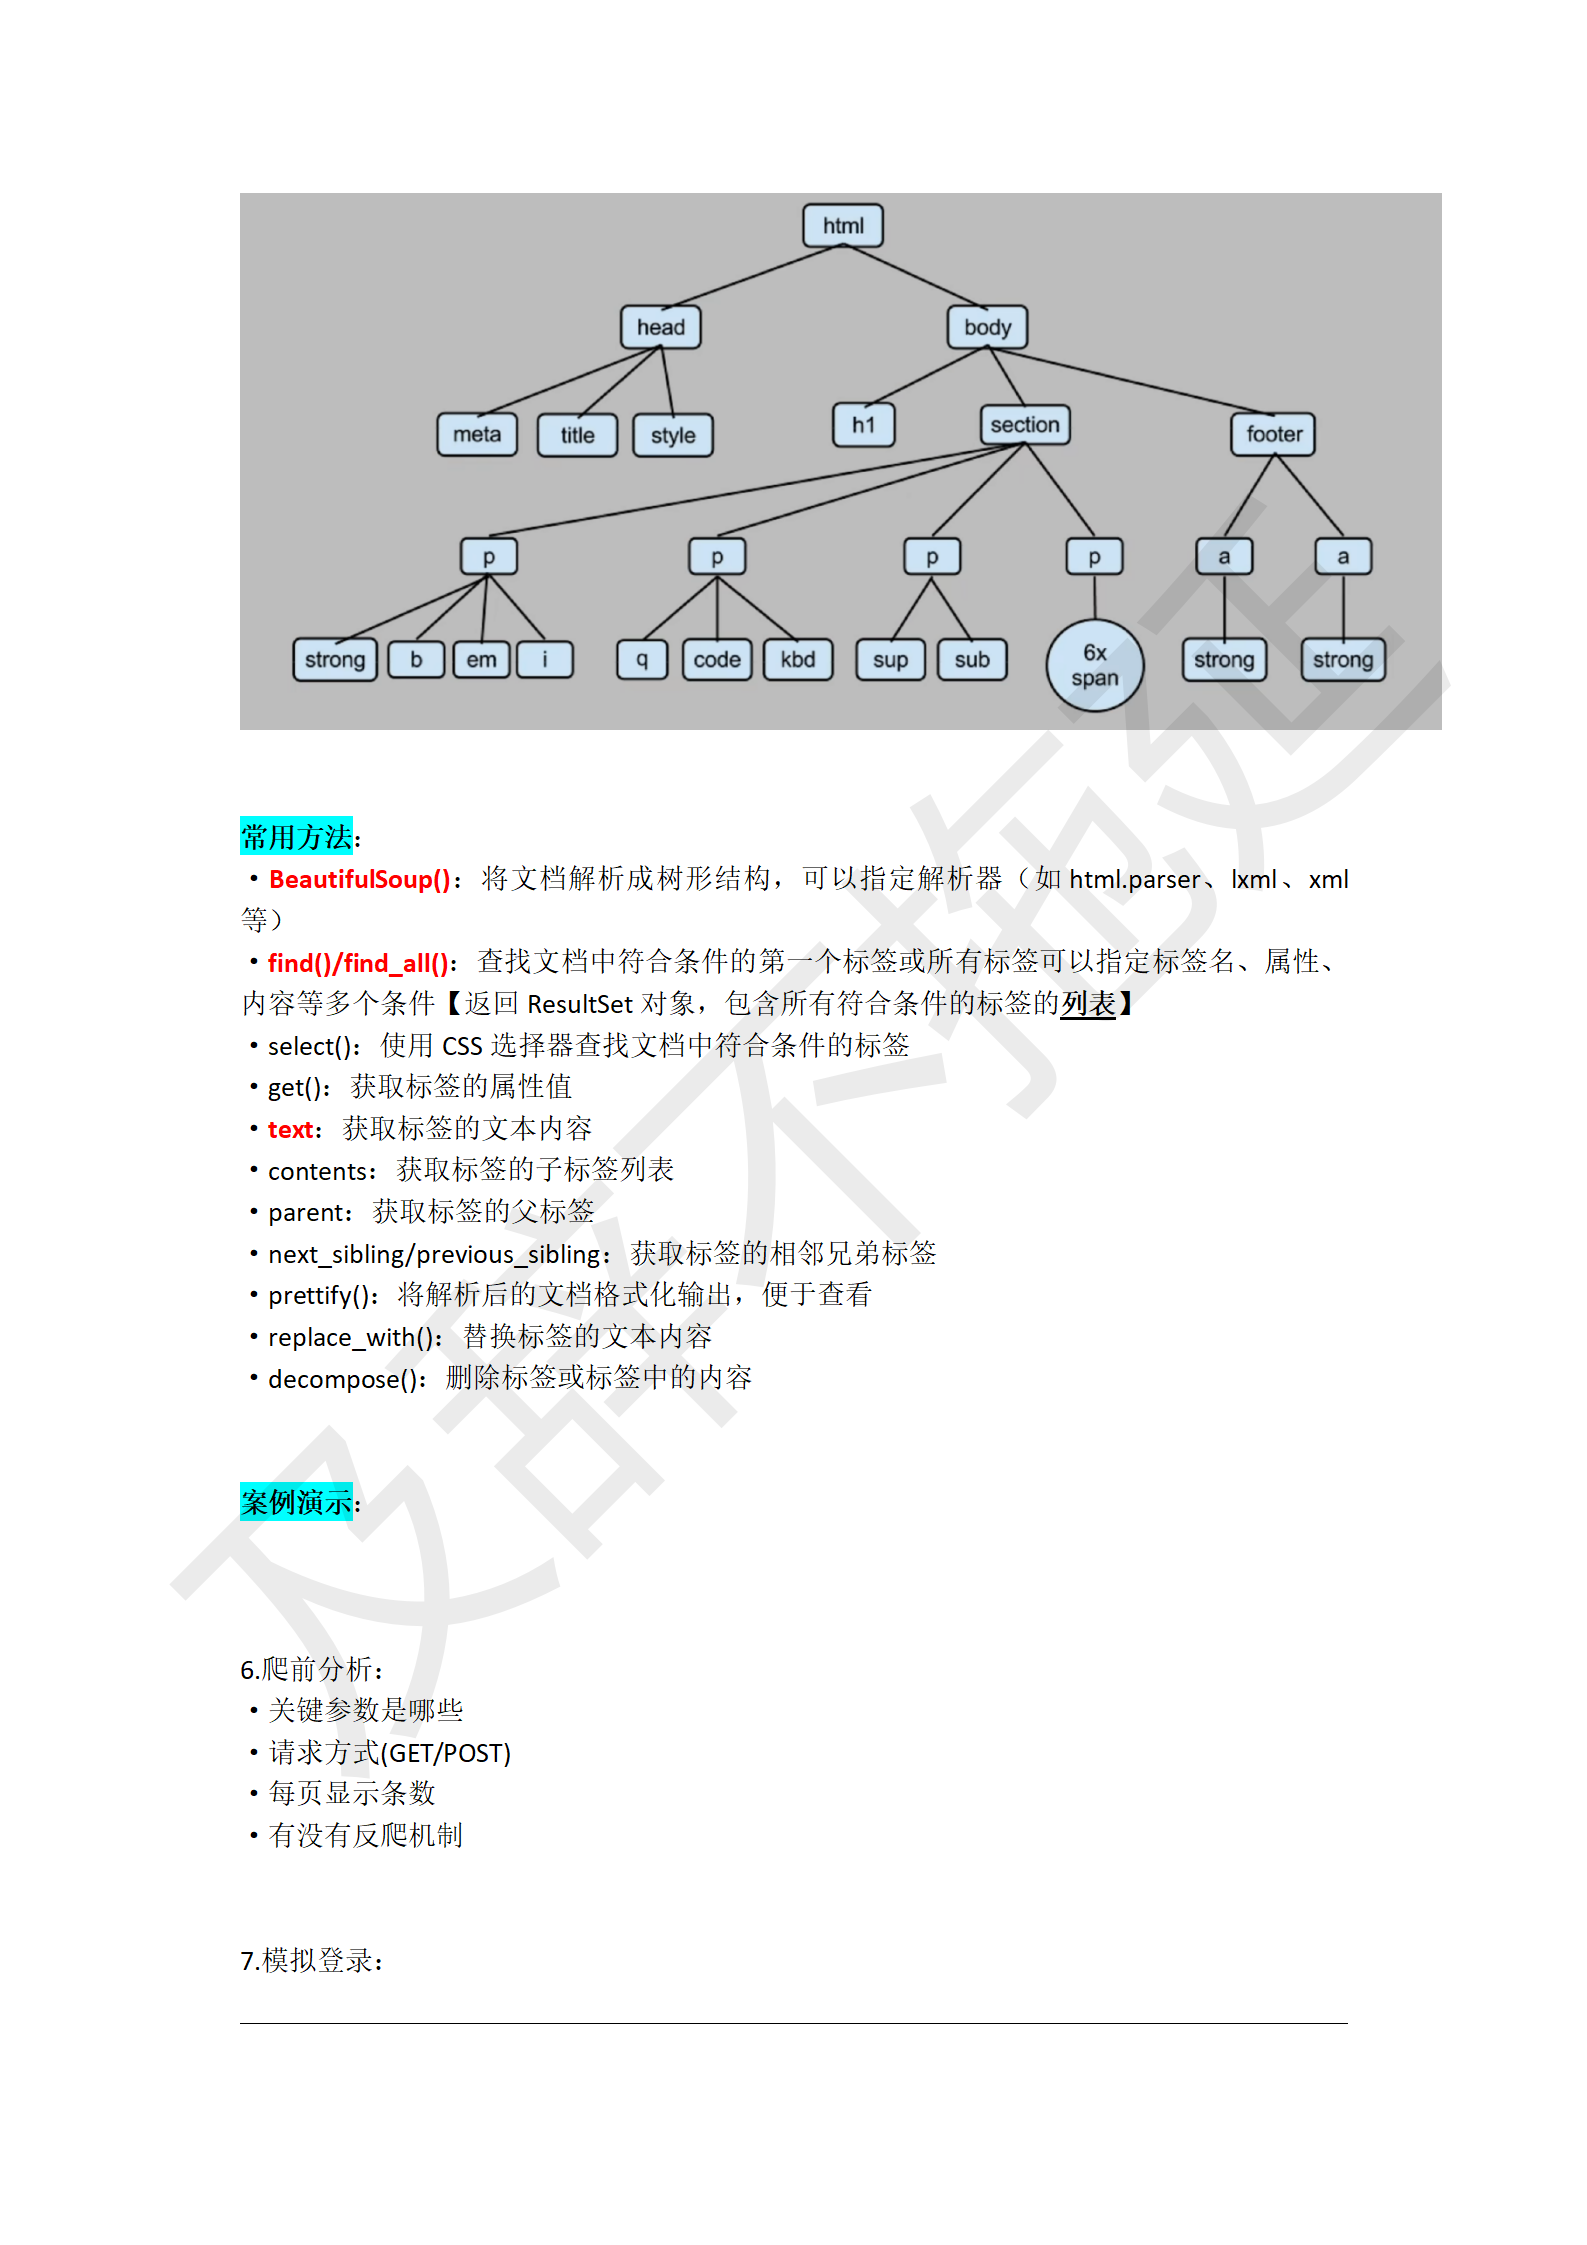 html
head body
meta title style h1 section footer
p p p p a a
strong b em i q code kbd sup sub 6x span strong strong
常用方法：
·BeautifulSoup()：将文档解析成树形结构，可以指定解析器（如 html.parser、lxml、xml
等）
·find()/find_all()：查找文档中符合条件的第一个标签或所有标签可以指定标签名、属性、
内容等多个条件【返回 ResultSet 对象，包含所有符合条件的标签的列表】
·select()：使用 CSS 选择器查找文档中符合条件的标签
·get()：获取标签的属性值
·text：获取标签的文本内容
·contents：获取标签的子标签列表
·parent：获取标签的父标签
·next_sibling/previous_sibling：获取标签的相邻兄弟标签
·prettify()：将解析后的文档格式化输出，便于查看
·replace_with()：替换标签的文本内容
·decompose()：删除标签或标签中的内容
案例演示：
6.爬前分析：
·关键参数是哪些
·请求方式(GET/POST)
·每页显示条数
·有没有反爬机制
7.模拟登录：
及辞不拖延